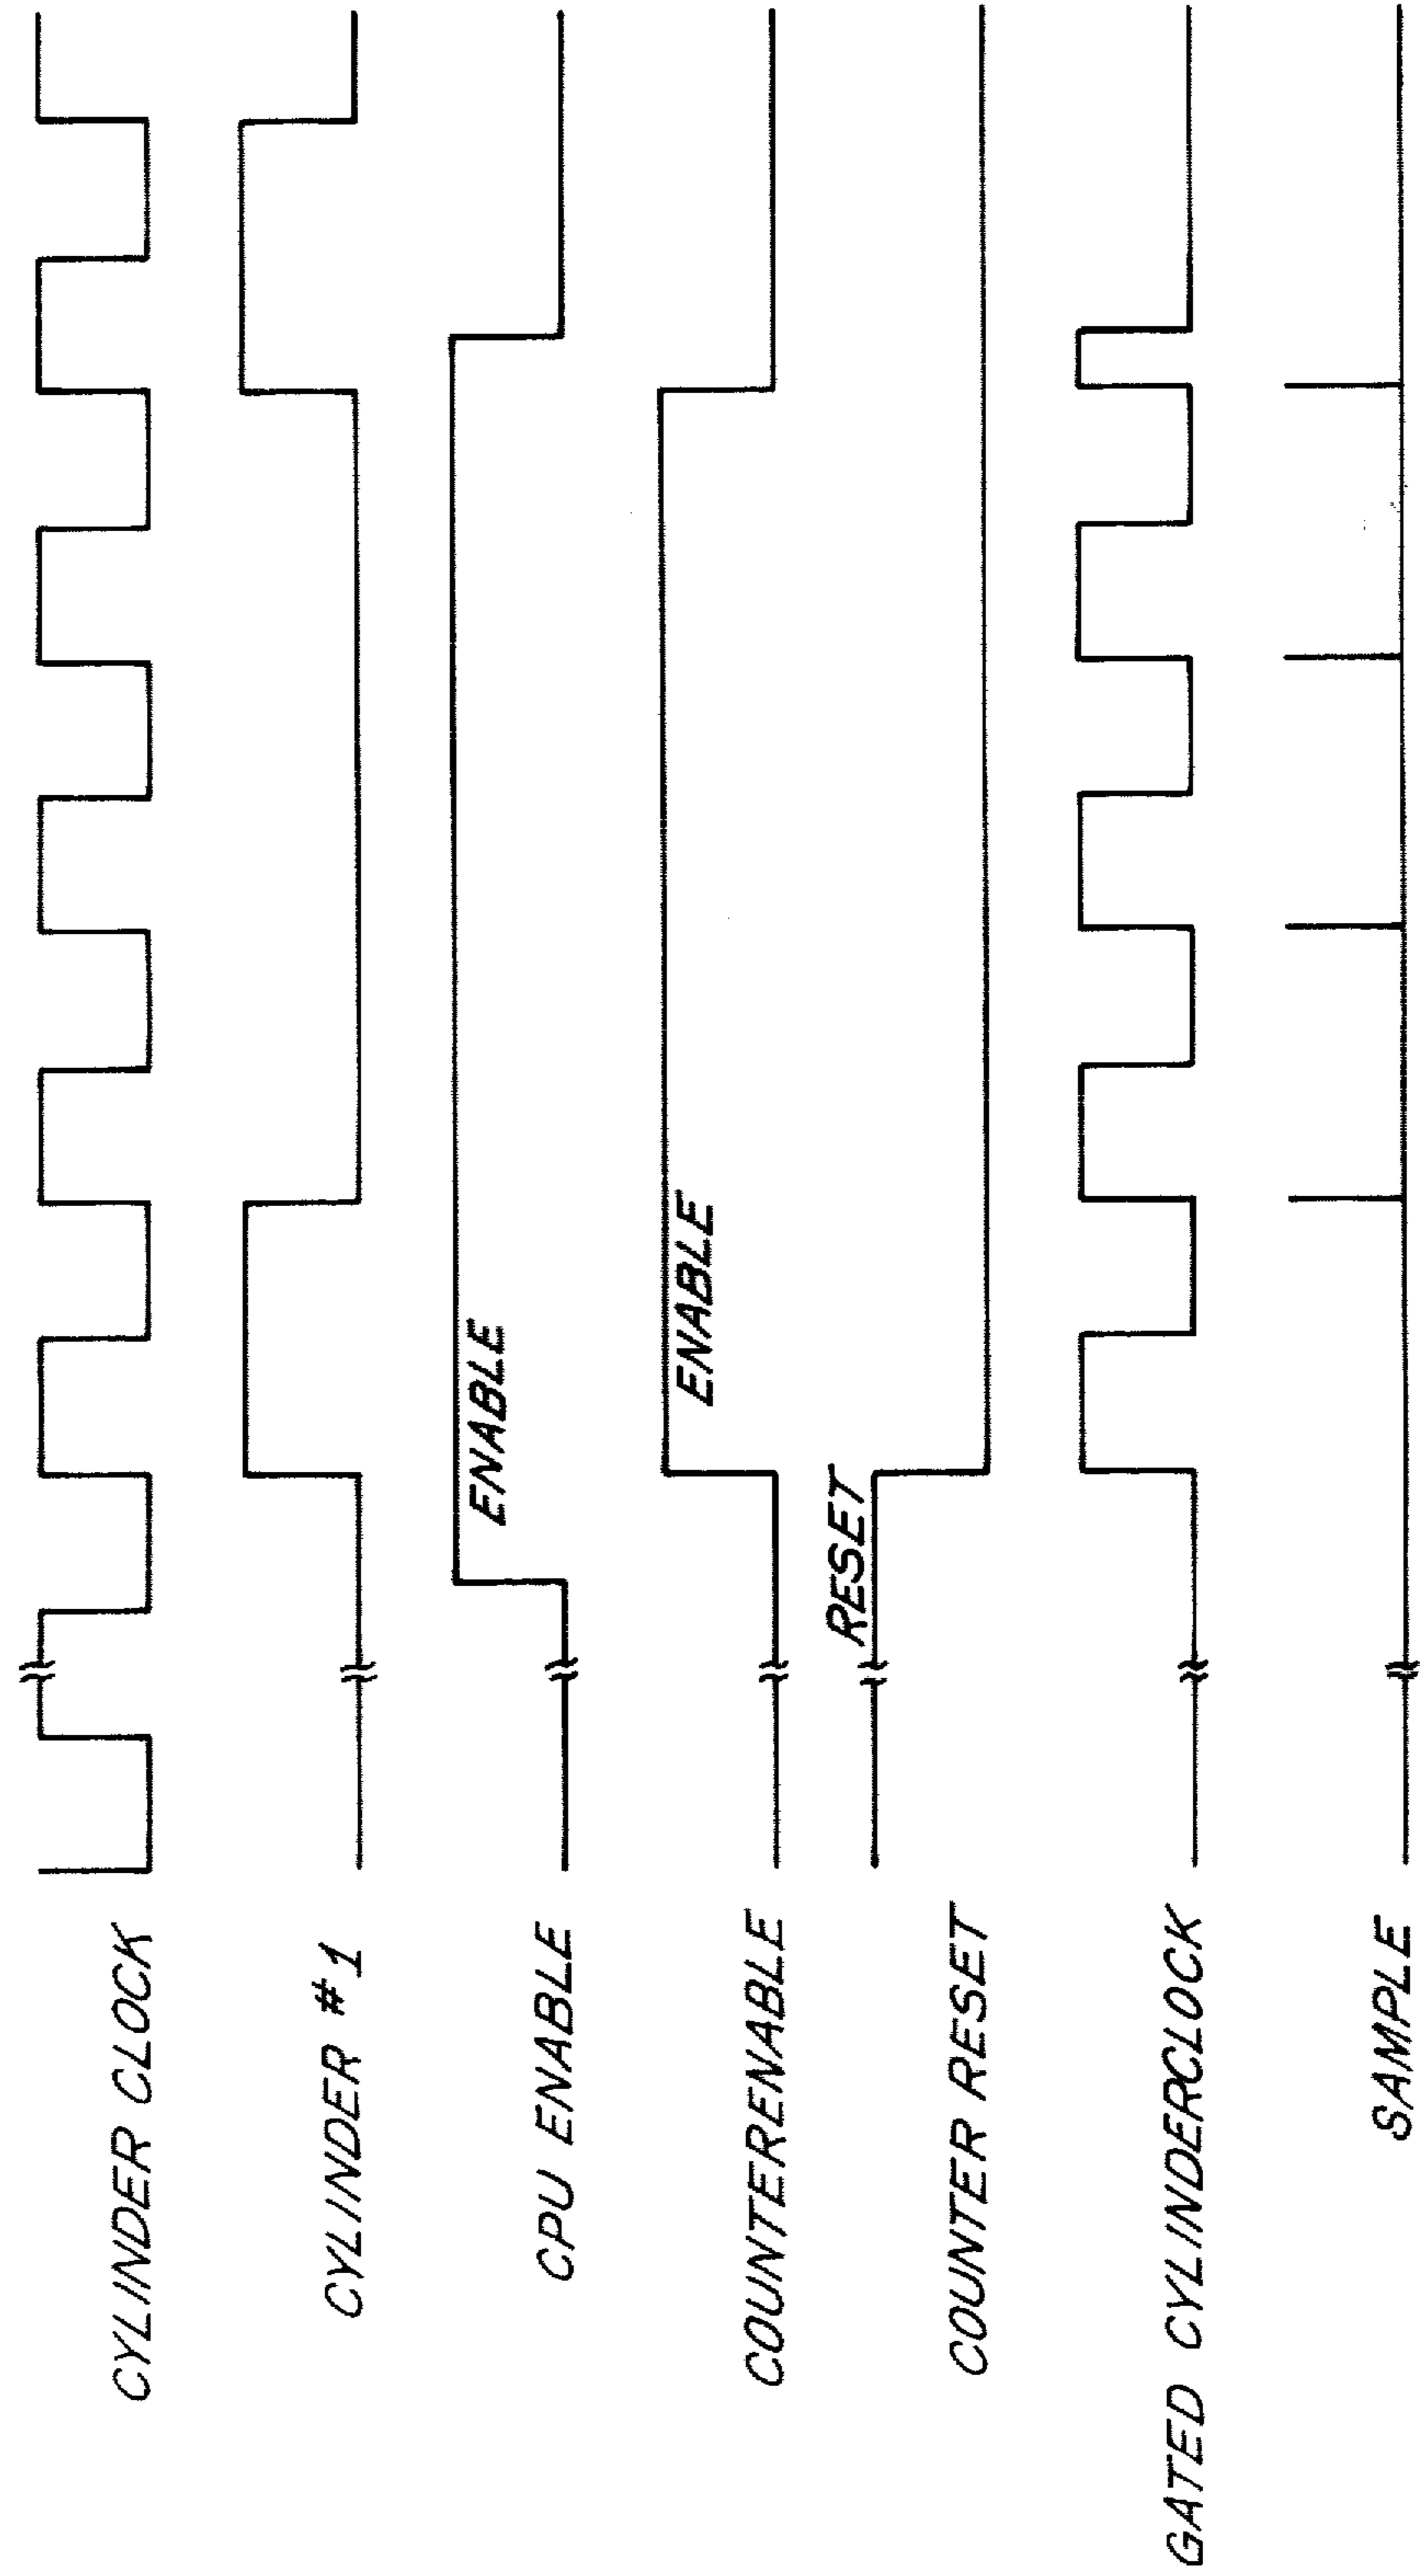 CYLINDER CLOCK
CYLINDER #1
CPU ENABLE
ENABLE
COUNTERENABLE
ENABLE
COUNTER RESET
RESET
GATED CYLINDERCLOCK
SAMPLE